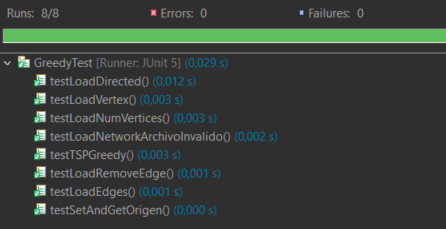 Runs: 8/8 Errors: 0 Failures: 0
GreedyTest [Runner: JUnit 5] (0,029 s)
testLoadDirected() (0,012 s)
testLoadVertex() (0,003 s)
testLoadNumVertices() (0,003 s)
testLoadNetworkArchivoInvalido() (0,002 s)
testTSPGreedy() (0,003 s)
testLoadRemoveEdge() (0,001 s)
testLoadEdges() (0,001 s)
testSetAndGetOrigen() (0,000 s)